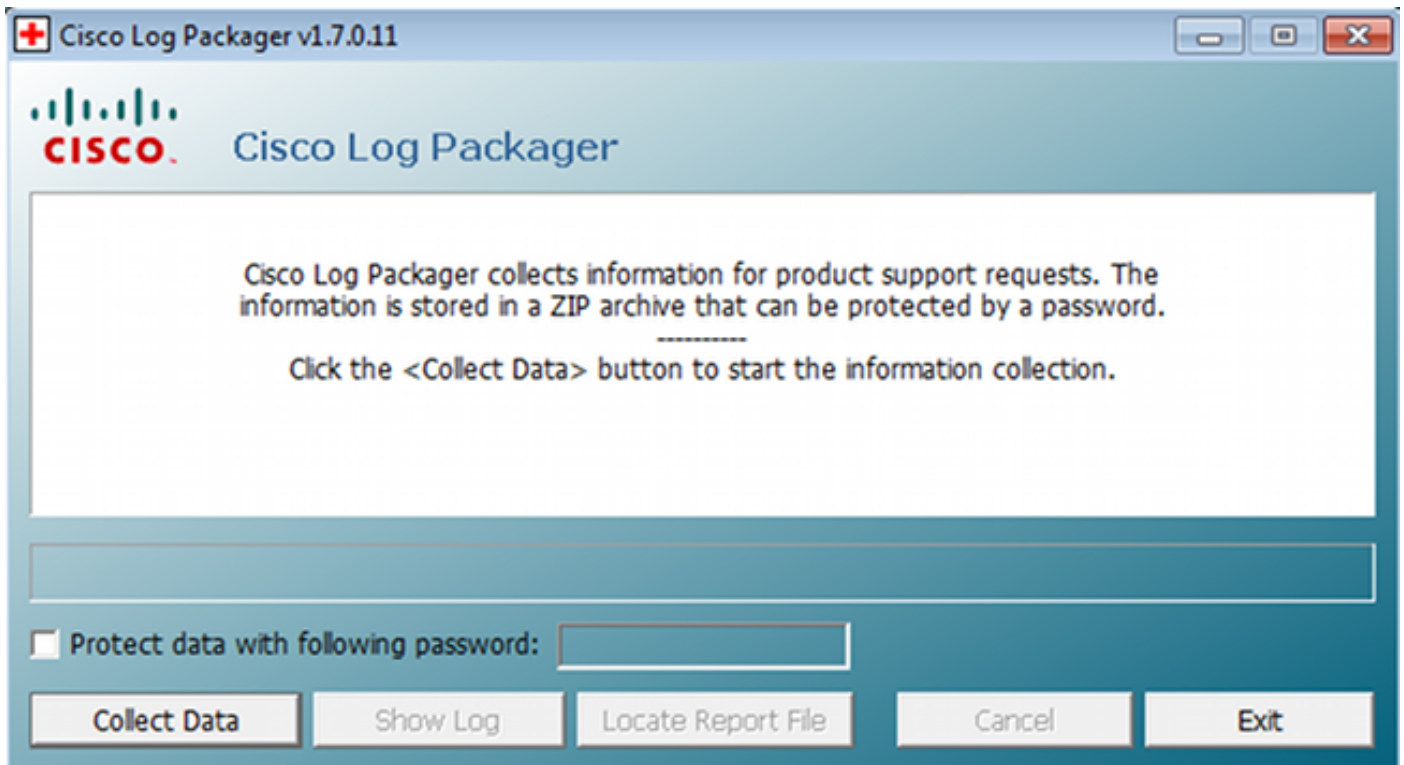 Cisco Log Packager v1.7.0.11
CISCO.
Cisco Log Packager
Cisco Log Packager collects information for product support requests. The
information is stored in a ZIP archive that can be protected by a password.
----------
Click the <Collect Data> button to start the information collection.
Protect data with following password:
Collect Data
Show Log
Locate Report File
Cancel
Exit